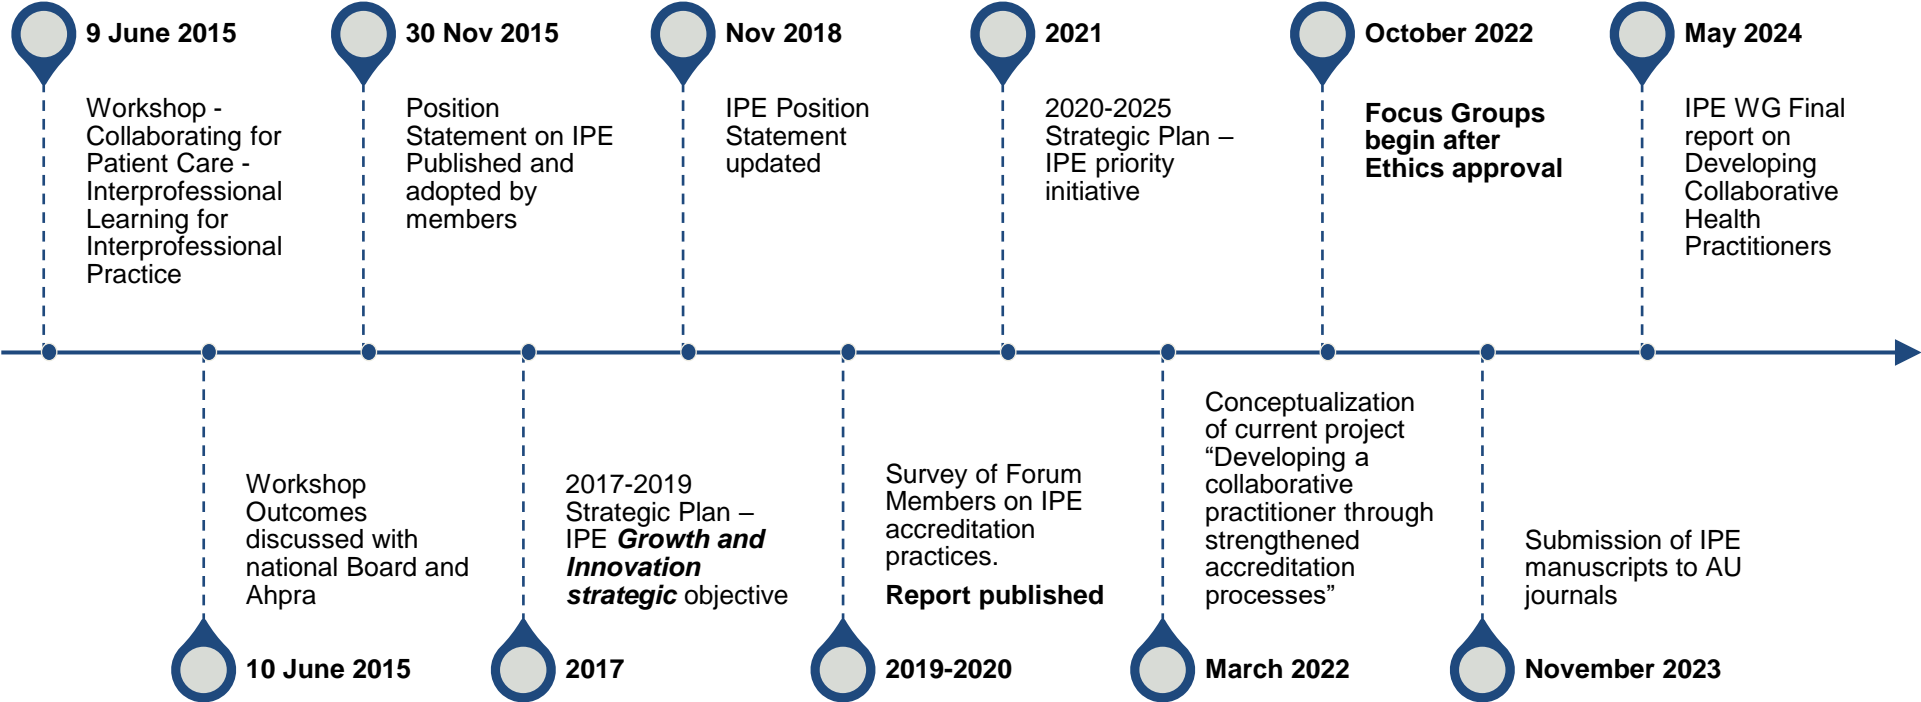 9 June 2015
Workshop -
Collaborating for
Patient Care -
Interprofessional
Learning for
Interprofessional
Practice
30 Nov 2015
Position
Statement on IPE
Published and
adopted by
members
Nov 2018
IPE Position
Statement
updated
2021
2020-2025
Strategic Plan –
IPE priority
initiative
October 2022
Focus Groups
begin after
Ethics approval
May 2024
IPE WG Final
report on
Developing
Collaborative
Health
Practitioners
Workshop
Outcomes
discussed with
national Board and
Ahpra
10 June 2015
2017-2019
Strategic Plan –
IPE Growth and
Innovation
strategic objective
2017
Survey of Forum
Members on IPE
accreditation
practices.
Report published
2019-2020
Conceptualization
of current project
“Developing a
collaborative
practitioner through
strengthened
accreditation
processes”
March 2022
Submission of IPE
manuscripts to AU
journals
November 2023